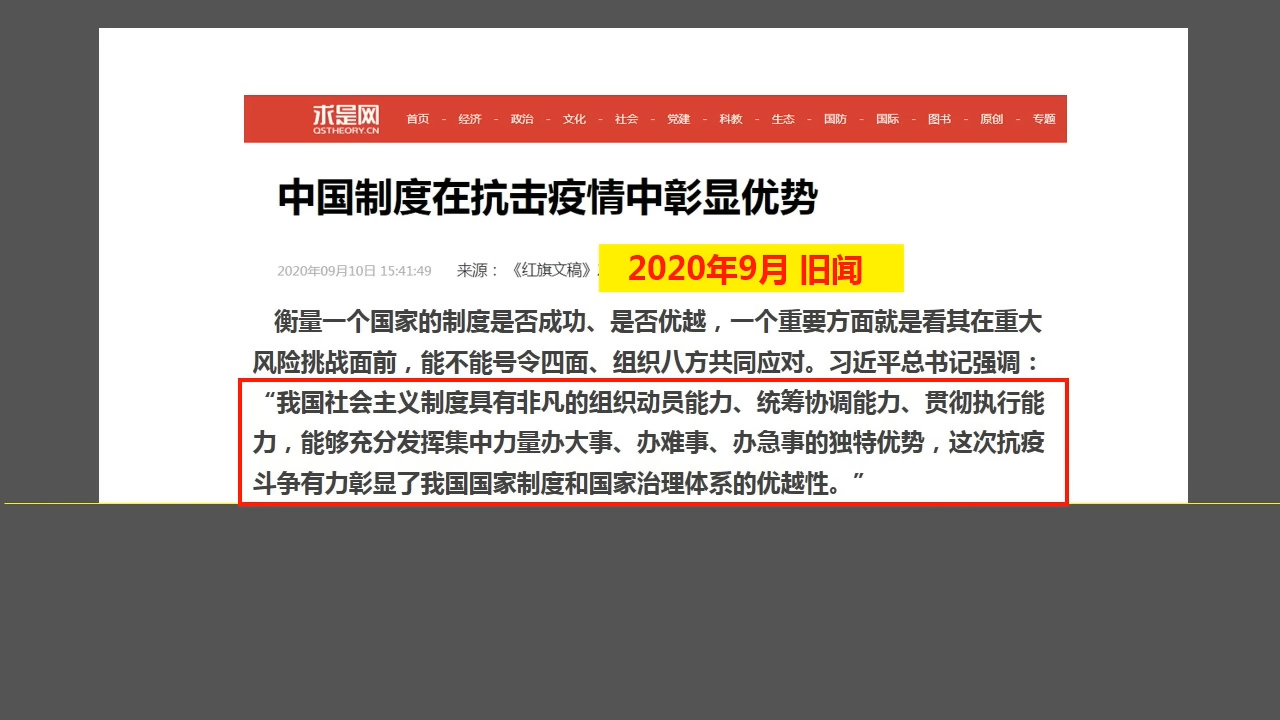 求是网
QSTHEORY.CN
首页 - 经济 - 政治 - 文化 - 社会 - 党建 - 科教 - 生态 - 国防 - 国际 - 图书 - 原创 - 专题
中国制度在抗击疫情中彰显优势
2020年09月10日 15:41:49 来源：《红旗文稿》 2020年9月 旧闻
衡量一个国家的制度是否成功、是否优越，一个重要方面就是看其在重大
风险挑战面前，能不能号令四面、组织八方共同应对。习近平总书记强调：
“我国社会主义制度具有非凡的组织动员能力、统筹协调能力、贯彻执行能
力，能够充分发挥集中力量办大事、办难事、办急事的独特优势，这次抗疫
斗争有力彰显了我国国家制度和国家治理体系的优越性。”